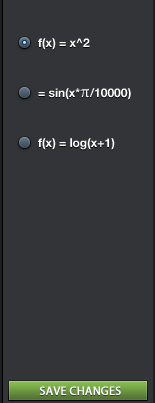 f(x) = x^2
= sin(x*π/10000)
f(x) = log(x+1)
SAVE CHANGES